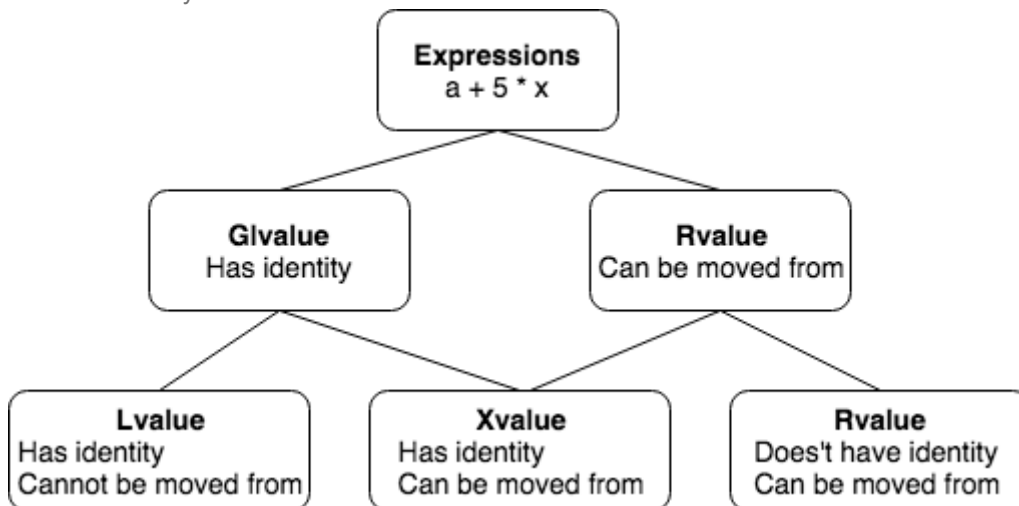 Expressions
a + 5 * x
Glvalue
Has identity
Rvalue
Can be moved from
Lvalue
Has identity
Cannot be moved from
Xvalue
Has identity
Can be moved from
Rvalue
Does't have identity
Can be moved from